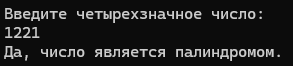 Введите четырехзначное число:
1221
Да, число является палиндромом.